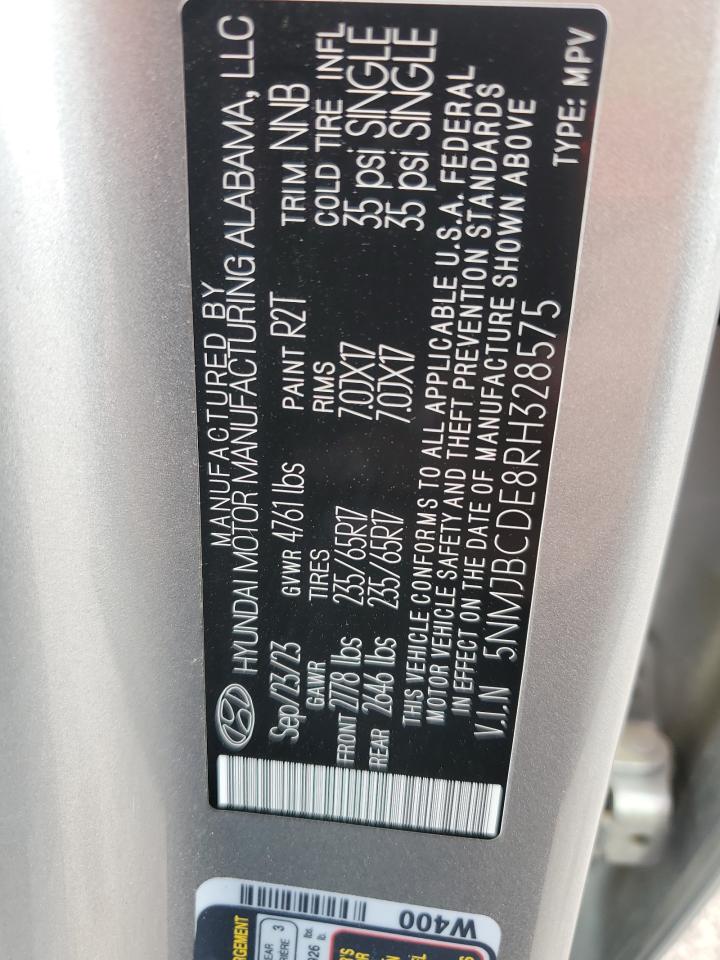 MANUFACTURED BY
HYUNDAI MOTOR MANUFACTURING ALABAMA, LLC
Sep/23/23 GVWR 4761 lbs PAINT R2T TRIM NNB
GAWR TIRES RIMS COLD TIRE INFL
FRONT 2778 lbs 235/65R17 7.0JX17 35 psi SINGLE
REAR 2646 lbs 235/65R17 7.0JX17 35 psi SINGLE
THIS VEHICLE CONFORMS TO ALL APPLICABLE U.S.A. FEDERAL
MOTOR VEHICLE SAFETY AND THEFT PREVENTION STANDARDS
IN EFFECT ON THE DATE OF MANUFACTURE SHOWN ABOVE
V.I.N 5NMJBCDE8RH328575
TYPE: MPV
W400